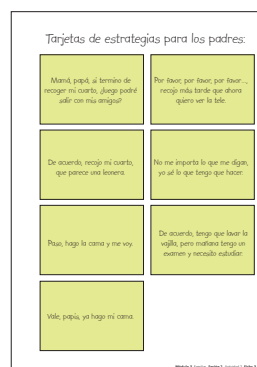 Tarjetas de estrategias para los padres:
Mamá, papá, si termino de
recoger mi cuarto, ¿luego podré
salir con mis amigos?
Por favor, por favor, por favor...,
recojo más tarde que ahora
quiero ver la tele.
De acuerdo, recojo mi cuarto,
que parece una leonera.
No me importa lo que me digan,
yo sé lo que tengo que hacer.
Paso, hago la cama y me voy.
De acuerdo, tengo que lavar la
vajilla, pero mañana tengo un
examen y necesito estudiar.
Vale, papis, ya hago mi cama.